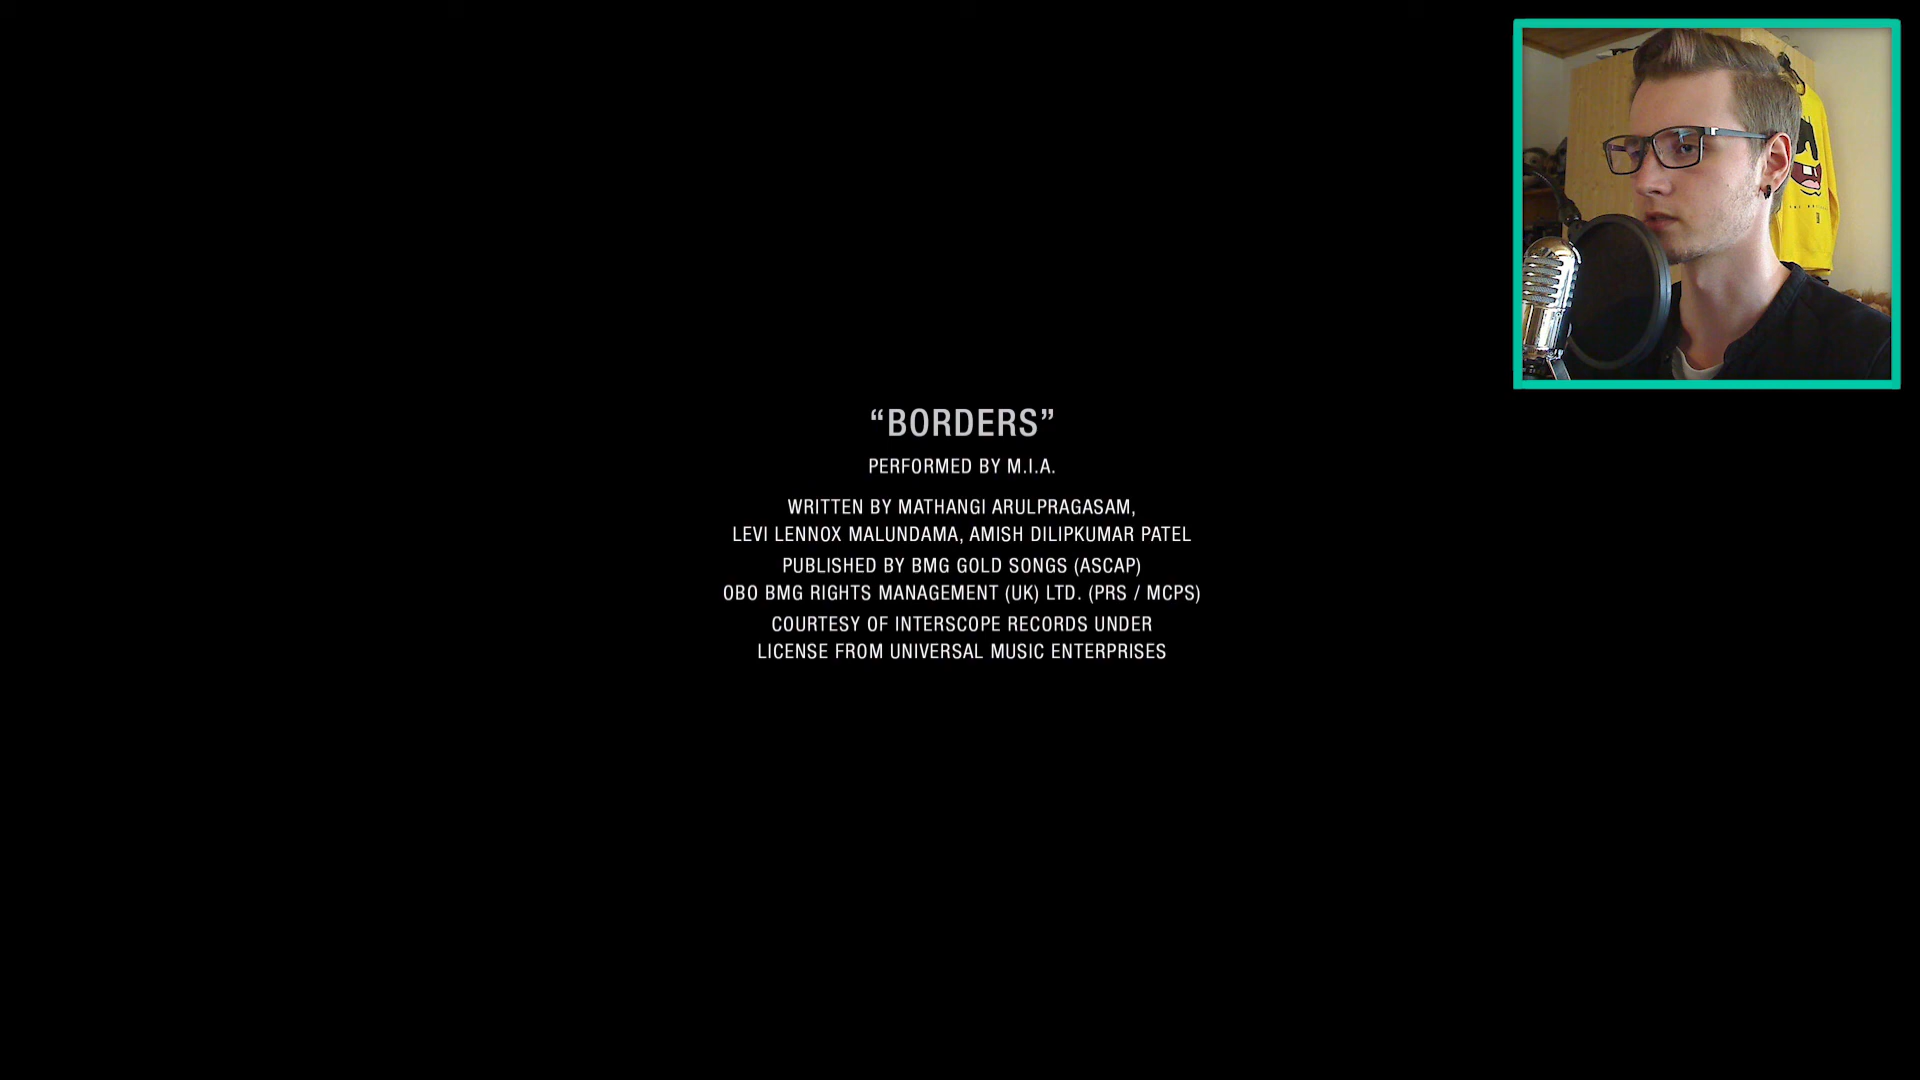 “BORDERS”
PERFORMED BY M.I.A.
WRITTEN BY MATHANGI ARULPRAGASAM,
LEVI LENNOX MALUNDAMA, AMISH DILIPKUMAR PATEL
PUBLISHED BY BMG GOLD SONGS (ASCAP)
OBO BMG RIGHTS MANAGEMENT (UK) LTD. (PRS / MCPS)
COURTESY OF INTERSCOPE RECORDS UNDER
LICENSE FROM UNIVERSAL MUSIC ENTERPRISES